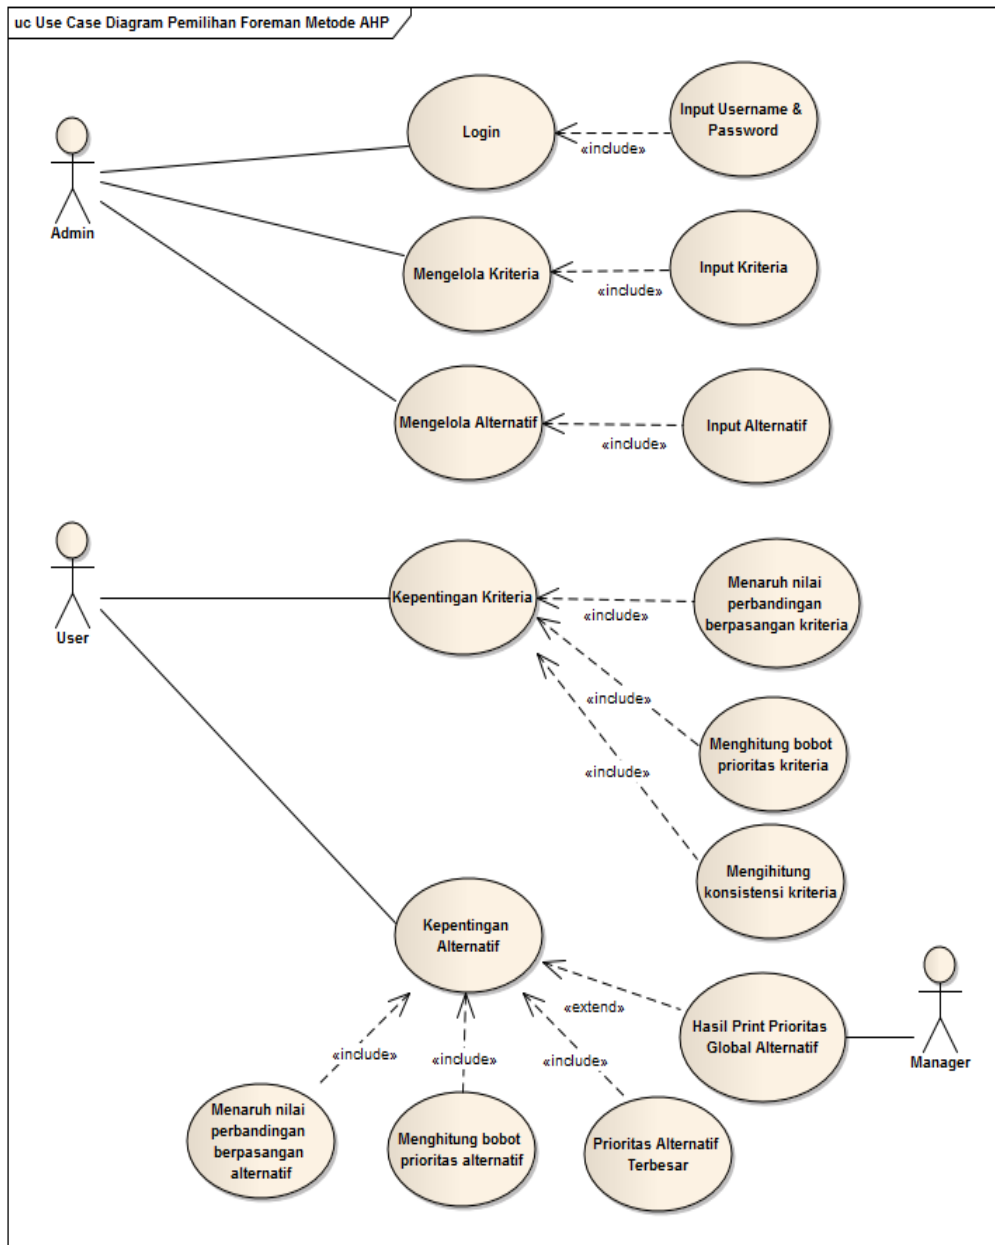 uc Use Case Diagram Pemilihan Foreman Metode AHP
Login
Input Username &
Password
«include»
Admin
Mengelola Kriteria
Input Kriteria
«include»
Mengelola Alternatif
Input Alternatif
«include»
User
Kepentingan Kriteria
Menaruh nilai
perbandingan
berpasangan kriteria
«include»
«include»
Menghitung bobot
prioritas kriteria
«include»
Mengihitung
konsistensi kriteria
Kepentingan
Alternatif
«extend»
Hasil Print Prioritas
Global Alternatif
Manager
«include»
«include»
«include»
Menaruh nilai
perbandingan
berpasangan
alternatif
Menghitung bobot
prioritas alternatif
Prioritas Alternatif
Terbesar